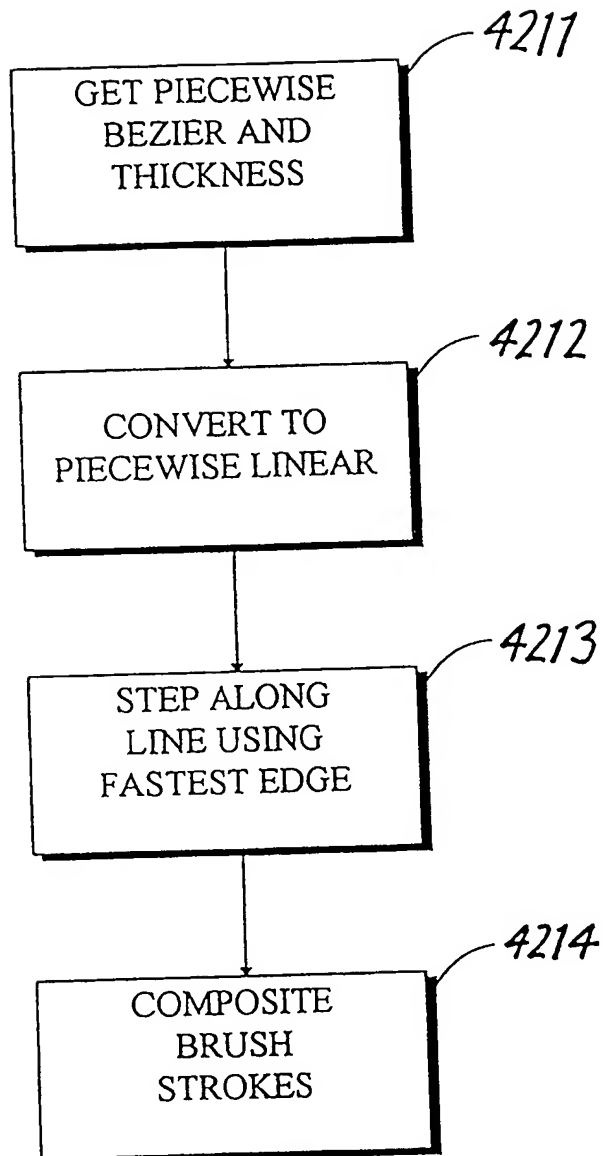 4211
GET PIECEWISE
BEZIER AND
THICKNESS
4212
CONVERT TO
PIECEWISE LINEAR
4213
STEP ALONG
LINE USING
FASTEST EDGE
4214
COMPOSITE
BRUSH
STROKES